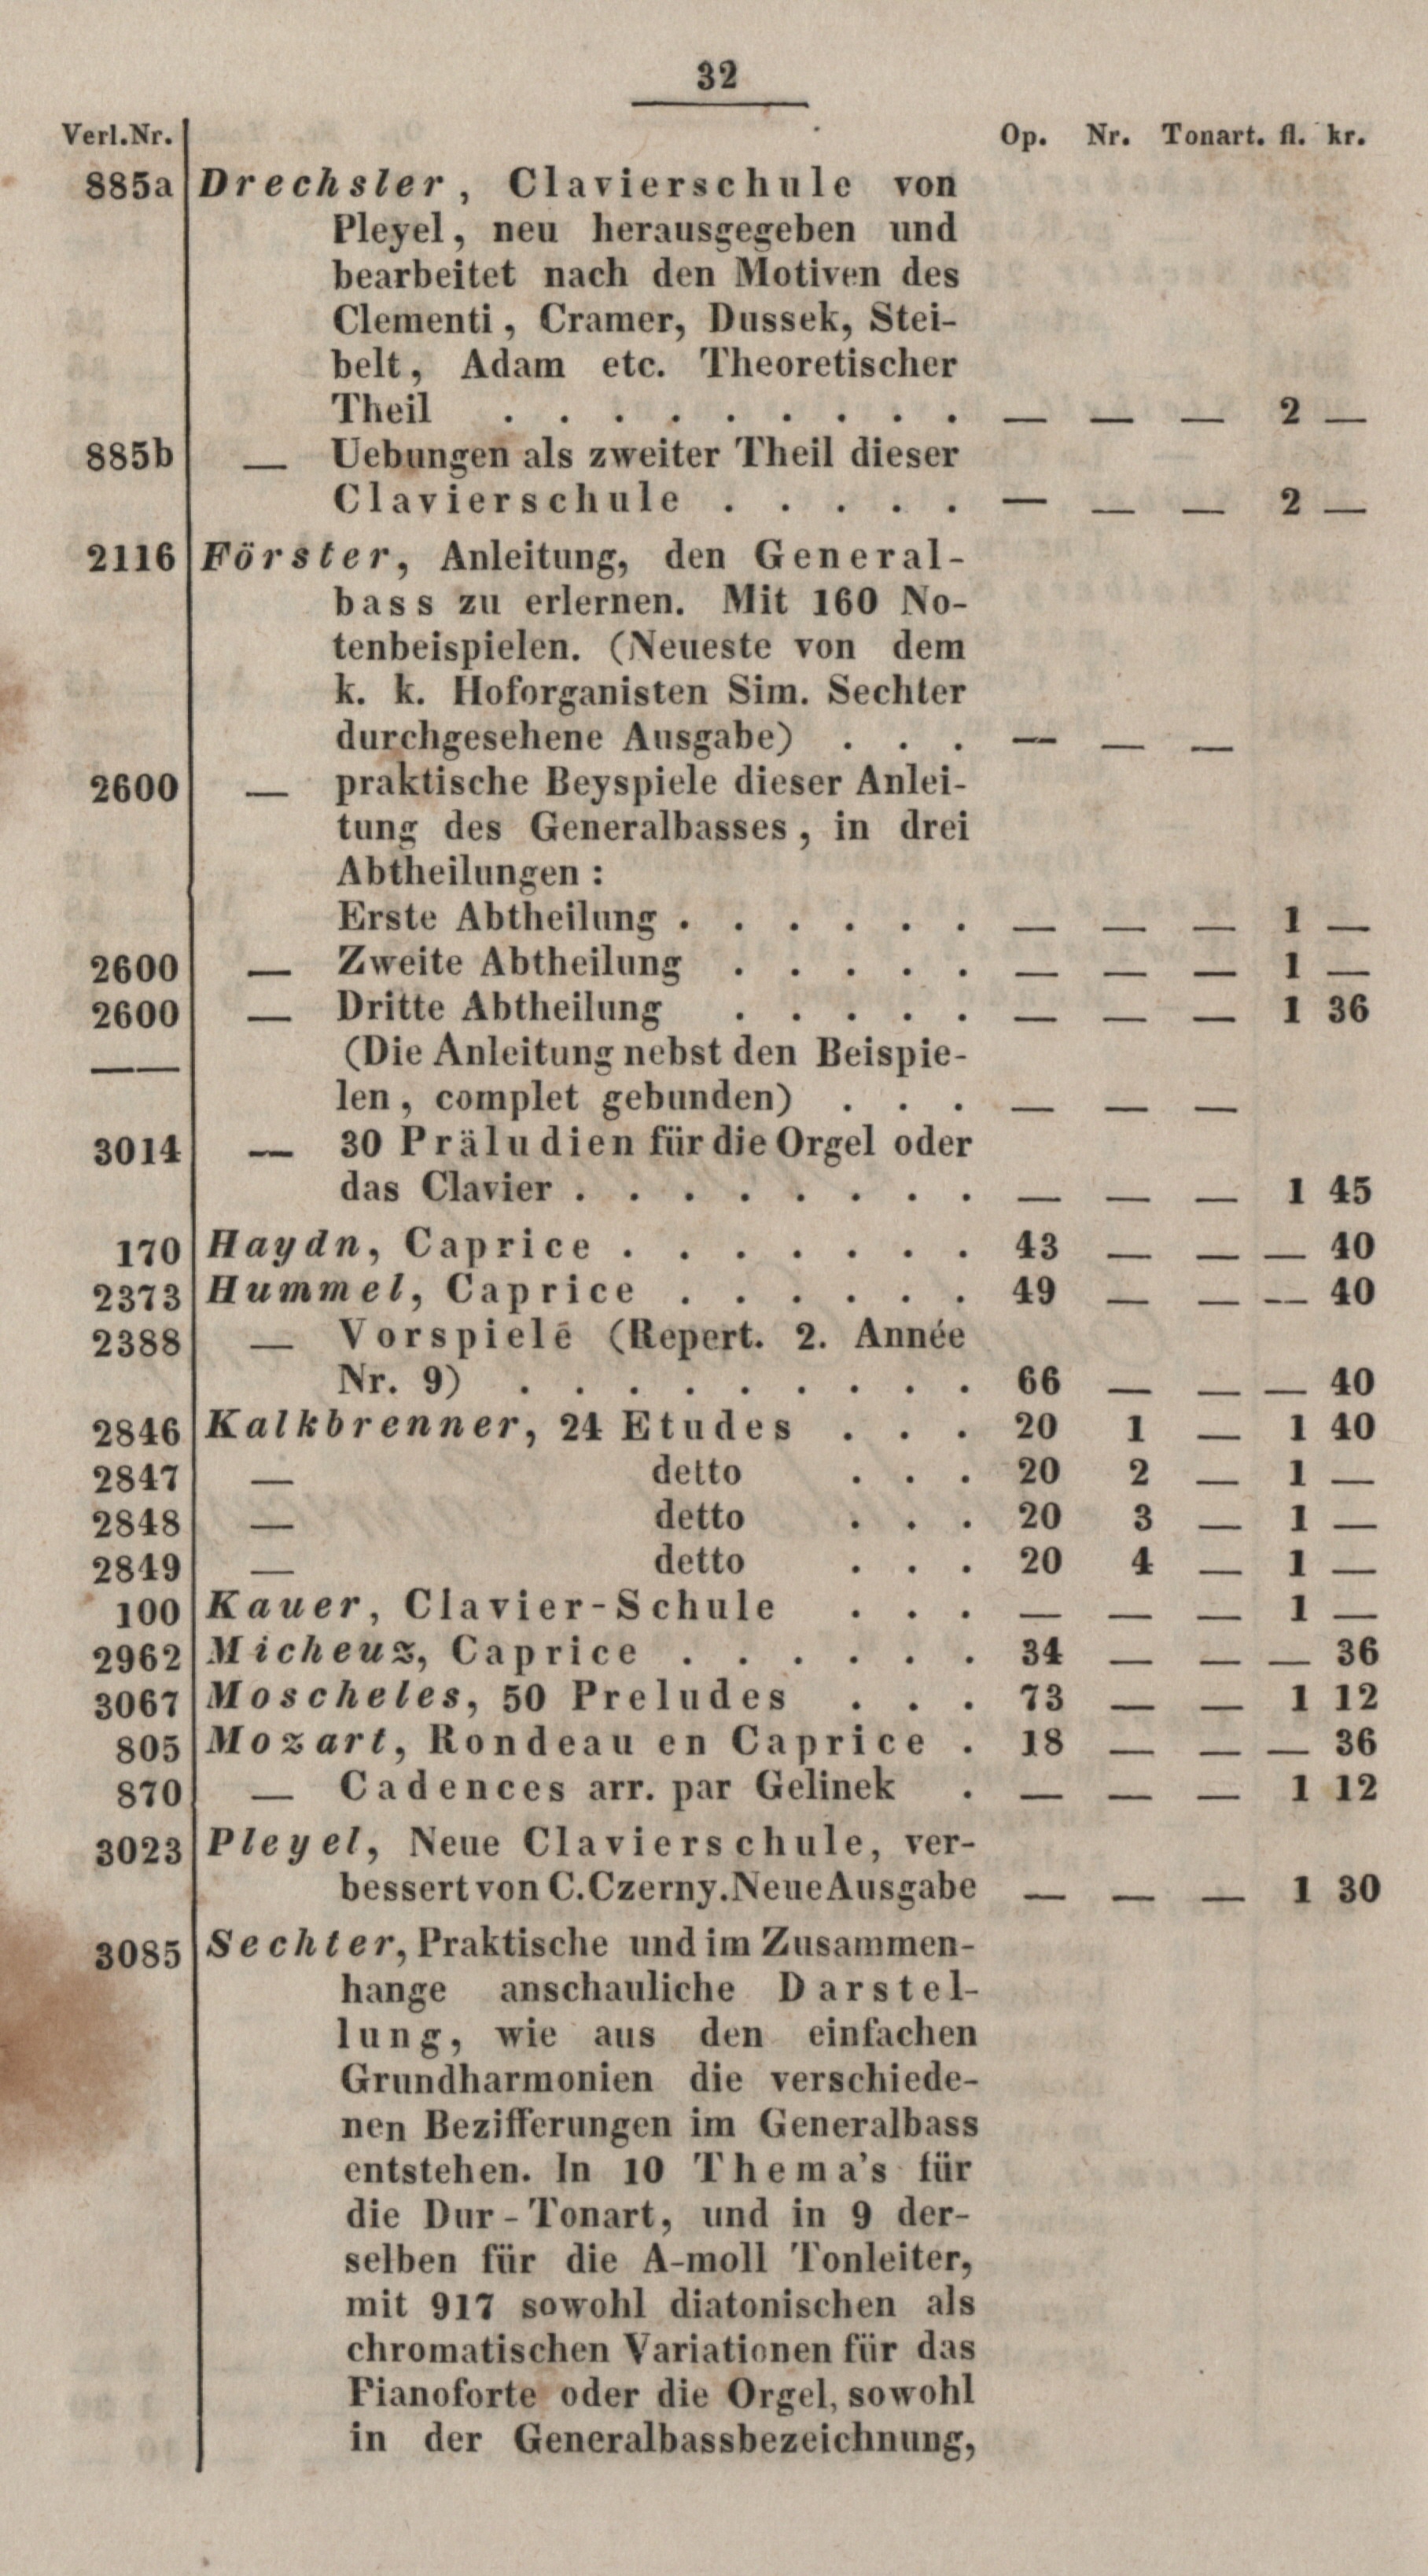 32
Verl.Nr. Op. Nr. Tonart. fl. kr.
885a Drechsler, Clavierschule von
Pleyel, neu herausgegeben und
bearbeitet nach den Motiven des
Clementi, Cramer, Dussek, Stei-
belt, Adam etc. Theoretischer
Theil . . . . . . . . . — — — 2 —
885b — Uebungen als zweiter Theil dieser
Clavierschule . . . . . — — — 2 —
2116 Förster, Anleitung, den General-
bass zu erlernen. Mit 160 No-
tenbeispielen. (Neueste von dem
k. k. Hoforganisten Sim. Sechter
durchgesehene Ausgabe) . . . — — —
2600 — praktische Beyspiele dieser Anlei-
tung des Generalbasses, in drei
Abtheilungen:
Erste Abtheilung . . . . . . — — — 1 —
2600 — Zweite Abtheilung . . . . . — — — 1 —
2600 — Dritte Abtheilung . . . . . — — — 1 36
—— (Die Anleitung nebst den Beispie-
len, complet gebunden) . . . — — —
3014 — 30 Präludien für die Orgel oder
das Clavier . . . . . . . . — — — 1 45
170 Haydn, Caprice . . . . . . . 43 — — — 40
2373 Hummel, Caprice . . . . . . 49 — — — 40
2388 — Vorspiele (Repert. 2. Année
Nr. 9) . . . . . . . . . 66 — — — 40
2846 Kalkbrenner, 24 Etudes . . . 20 1 — 1 40
2847 — detto . . . 20 2 — 1 —
2848 — detto . . . 20 3 — 1 —
2849 — detto . . . 20 4 — 1 —
100 Kauer, Clavier-Schule . . . — — — 1 —
2962 Micheuz, Caprice . . . . . . 34 — — — 36
3067 Moscheles, 50 Preludes . . . 73 — — 1 12
805 Mozart, Rondeau en Caprice . 18 — — — 36
870 — Cadences arr. par Gelinek . — — — 1 12
3023 Pleyel, Neue Clavierschule, ver-
bessert von C. Czerny. Neue Ausgabe — — — 1 30
3085 Sechter, Praktische und im Zusammen-
hange anschauliche Darstel-
lung, wie aus den einfachen
Grundharmonien die verschiede-
nen Bezifferungen im Generalbass
entstehen. In 10 Thema's für
die Dur-Tonart, und in 9 der-
selben für die A-moll Tonleiter,
mit 917 sowohl diatonischen als
chromatischen Variationen für das
Pianoforte oder die Orgel, sowohl
in der Generalbassbezeichnung,